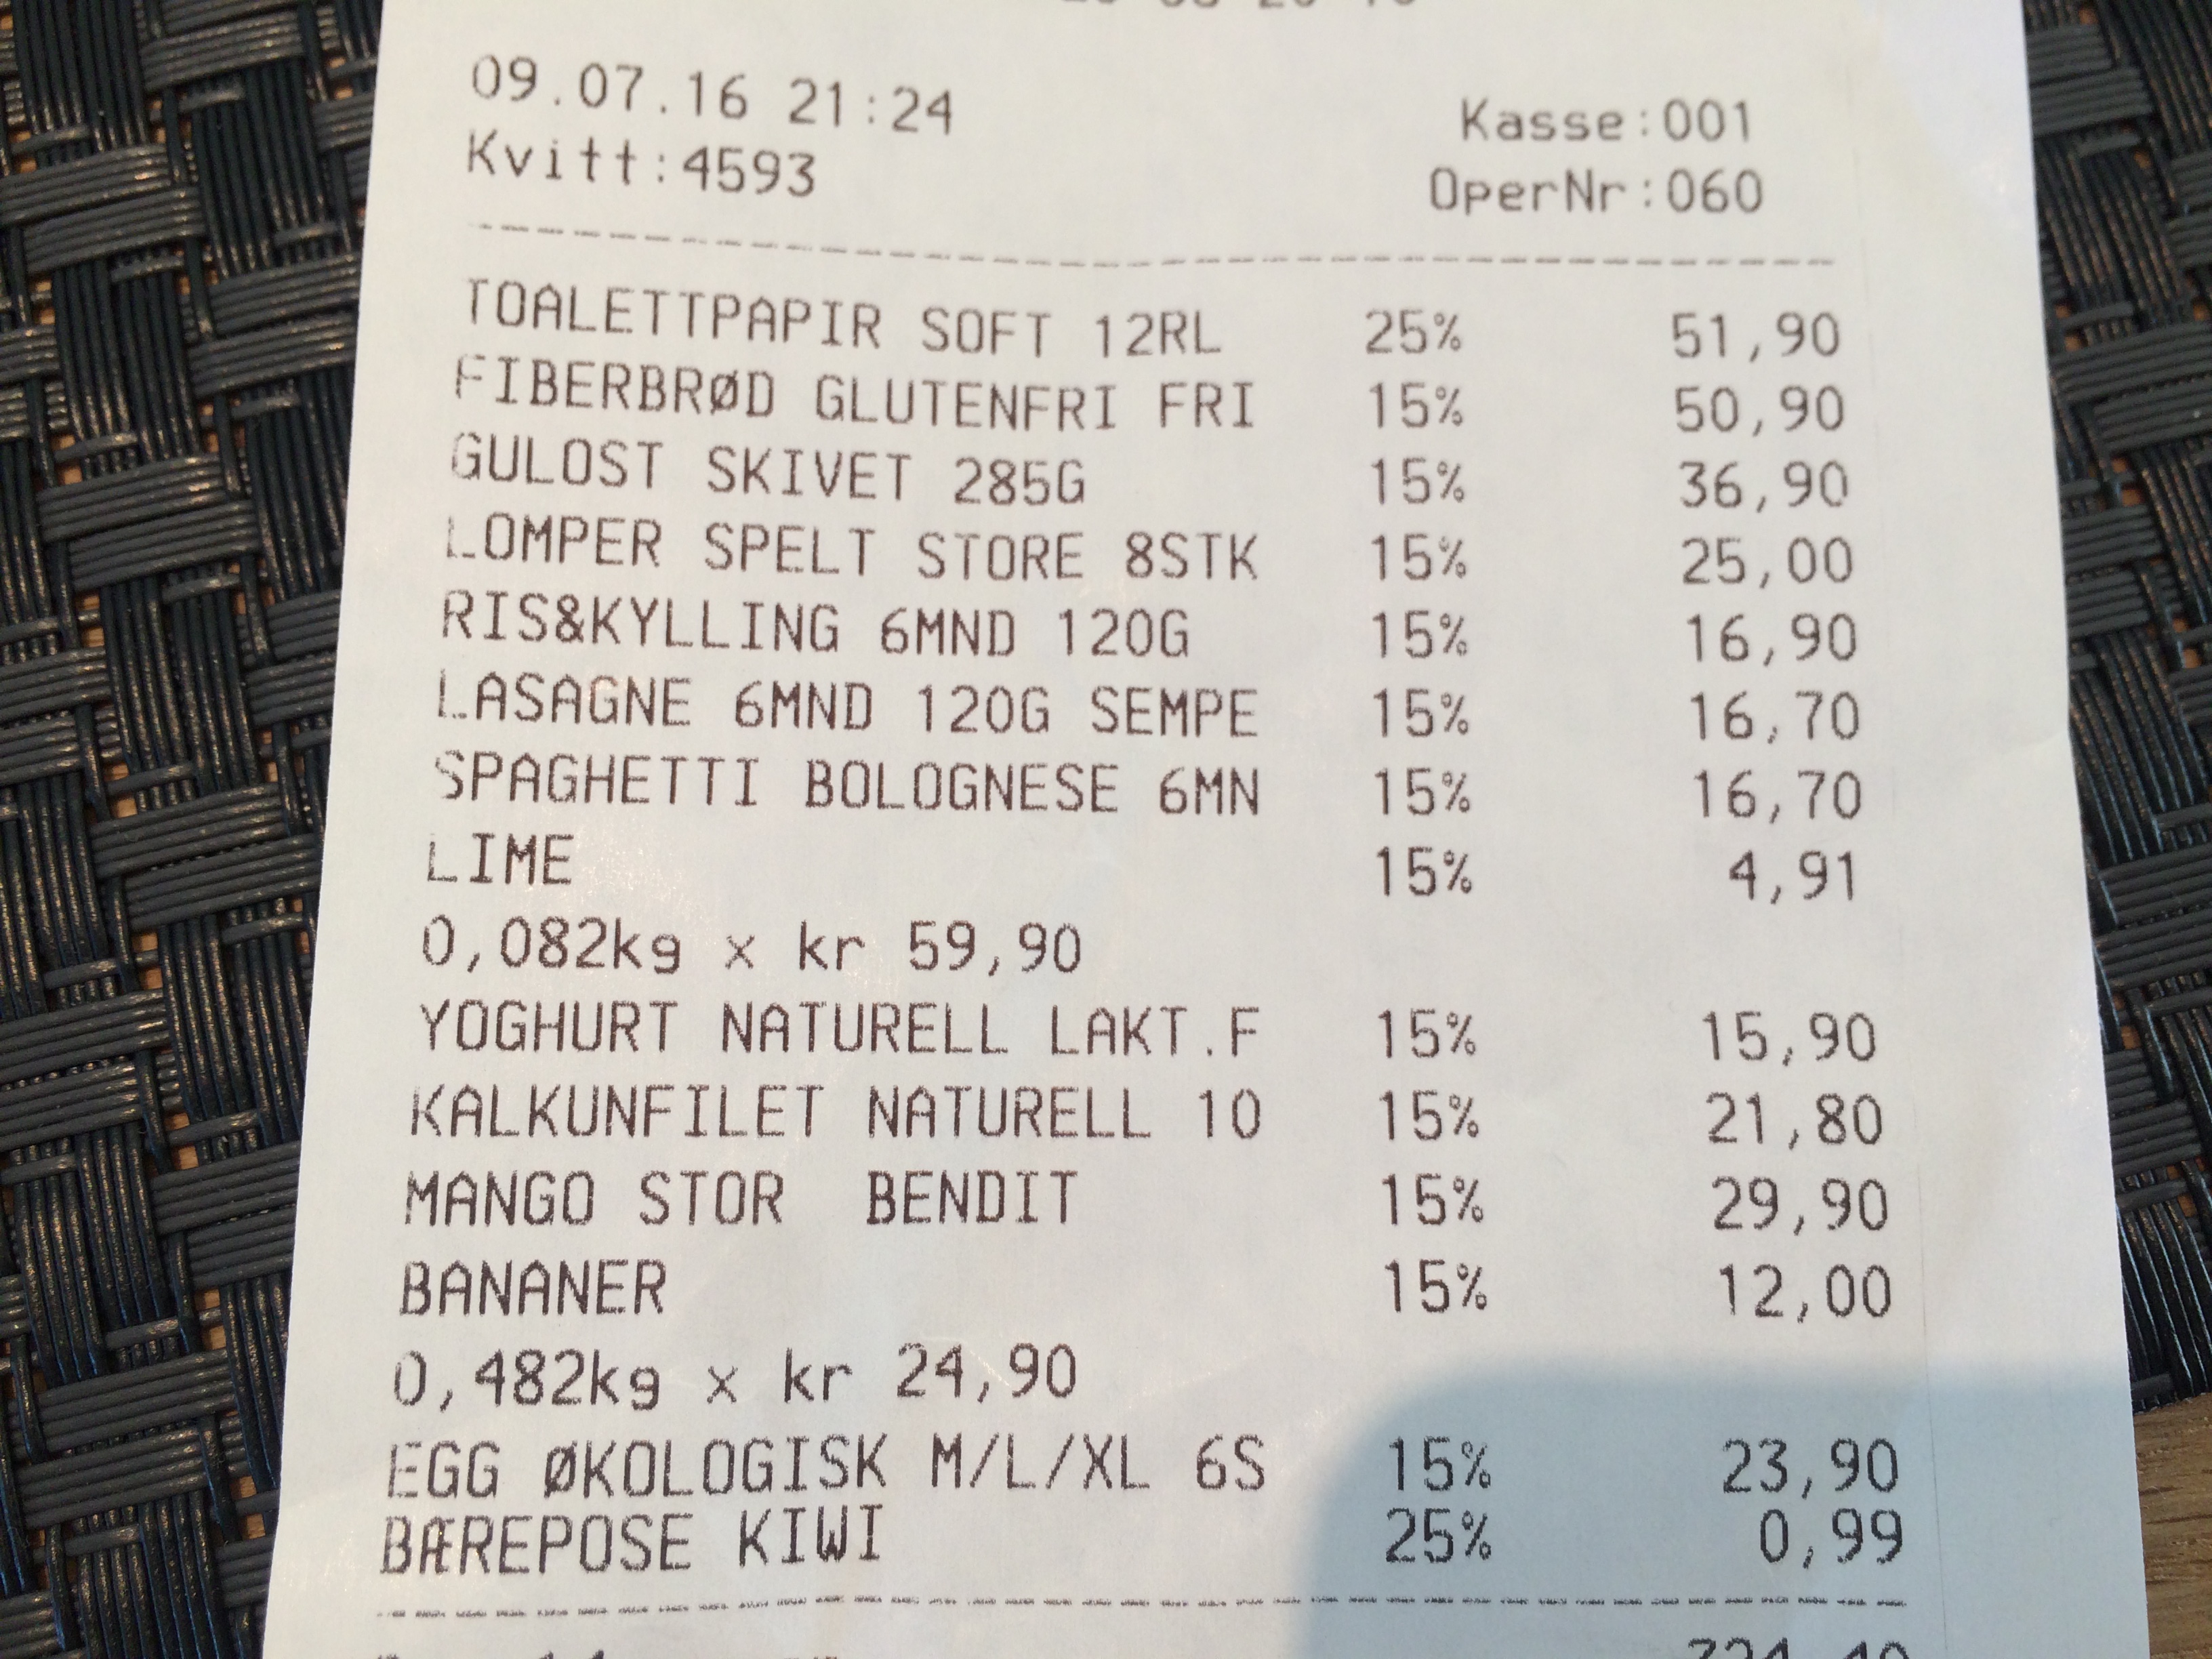 09.07.16 21:24 Kasse:001
Kvitt:4593 OperNr:060
TOALETTPAPIR SOFT 12RL 25% 51,90
FIBERBRØD GLUTENFRI FRI 15% 50,90
GULOST SKIVET 285G 15% 36,90
LOMPER SPELT STORE 8STK 15% 25,00
RIS&KYLLING 6MND 120G 15% 16,90
LASAGNE 6MND 120G SEMPE 15% 16,70
SPAGHETTI BOLOGNESE 6MN 15% 16,70
LIME 15% 4,91
0,082kg x kr 59,90
YOGHURT NATURELL LAKT.F 15% 15,90
KALKUNFILET NATURELL 10 15% 21,80
MANGO STOR BENDIT 15% 29,90
BANANER 15% 12,00
0,482kg x kr 24,90
EGG ØKOLOGISK M/L/XL 6S 15% 23,90
BÆREPOSE KIWI 25% 0,99